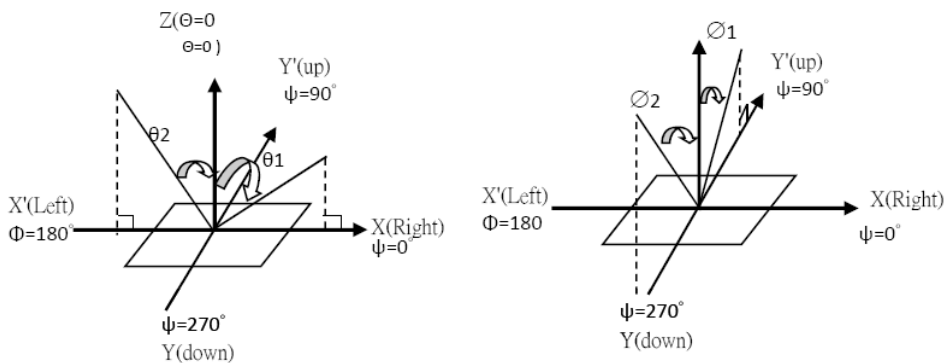 Z(Θ=0
Θ=0 )
Y'(up)
ψ=90°
θ2
θ1
X'(Left)
Φ=180°
X(Right)
ψ=0°
ψ=270°
Y(down)
∅1
∅2
Y'(up)
ψ=90°
X'(Left)
Φ=180
X(Right)
ψ=0°
ψ=270°
Y(down)